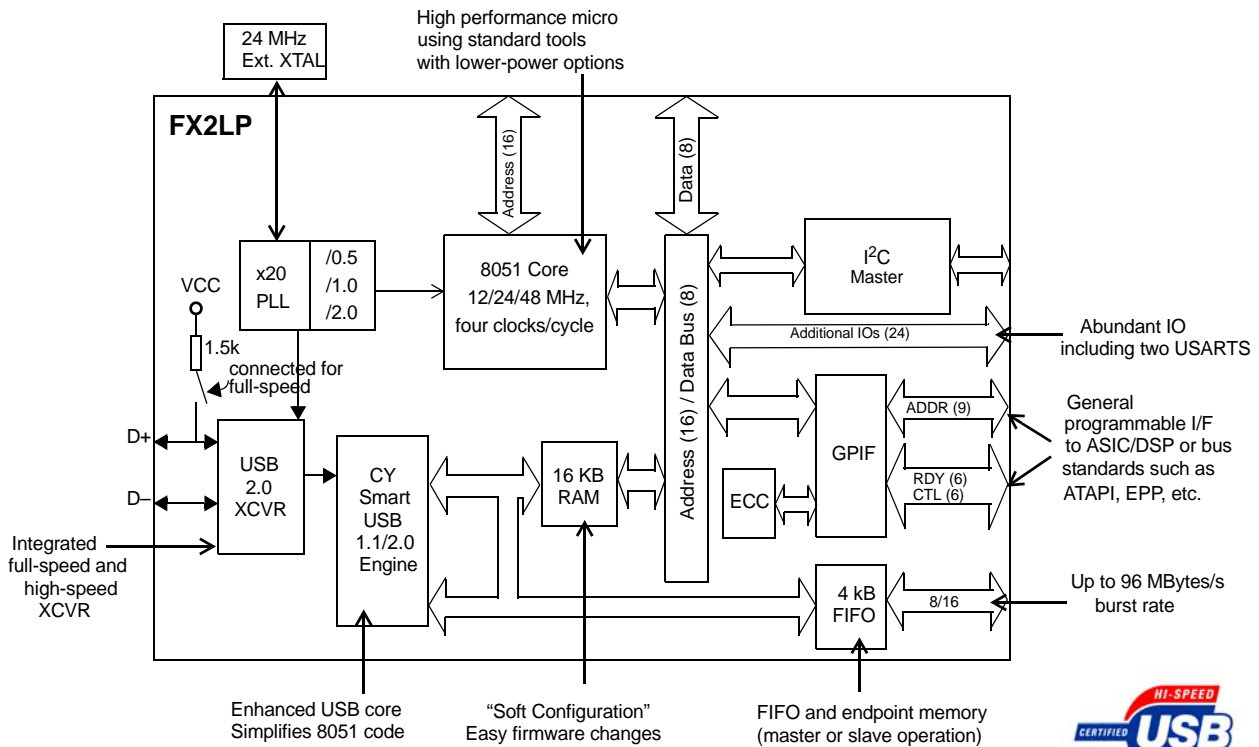 High performance micro
using standard tools
with lower-power options
24 MHz
Ext. XTAL
FX2LP
Address (16)
Data (8)
x20
PLL
/0.5
/1.0
/2.0
8051 Core
12/24/48 MHz,
four clocks/cycle
I²C
Master
VCC
1.5k
connected for
full-speed
Address (16) / Data Bus (8)
Additional IOs (24)
Abundant IO
including two USARTS
ADDR (9)
GPIF
RDY (6)
CTL (6)
General
programmable I/F
to ASIC/DSP or bus
standards such as
ATAPI, EPP, etc.
D+
D–
USB
2.0
XCVR
CY
Smart
USB
1.1/2.0
Engine
16 KB
RAM
ECC
Integrated
full-speed and
high-speed
XCVR
4 kB
FIFO
8/16
Up to 96 MBytes/s
burst rate
Enhanced USB core
Simplifies 8051 code
“Soft Configuration”
Easy firmware changes
FIFO and endpoint memory
(master or slave operation)
HI-SPEED
CERTIFIED
USB